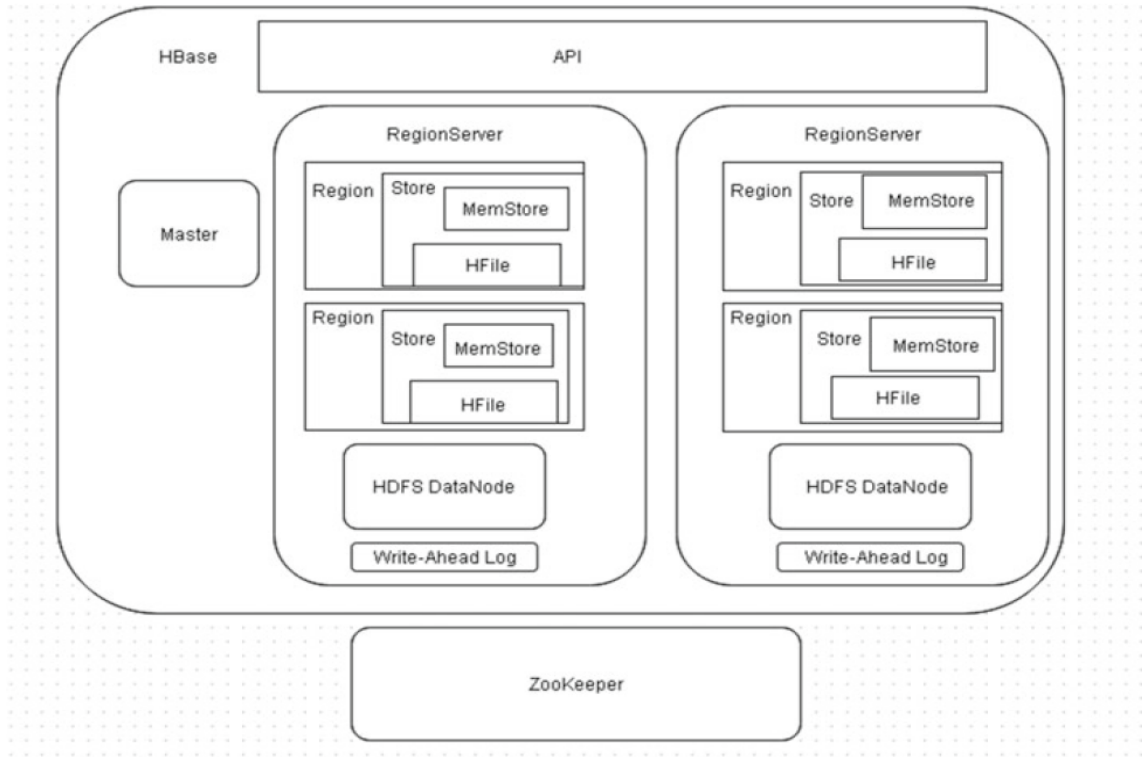 HBase
API
RegionServer
RegionServer
Master
Region
Store
MemStore
HFile
Region
Store
MemStore
HFile
HDFS DataNode
Write-Ahead Log
Region
Store
MemStore
HFile
Region
Store
MemStore
HFile
HDFS DataNode
Write-Ahead Log
ZooKeeper